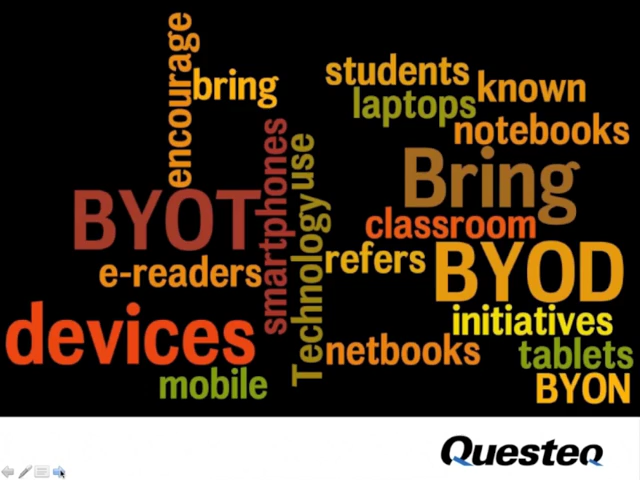 encourage
bring
students
known
laptops
notebooks
smartphones
use
Bring
BYOT
Technology
classroom
e-readers
refers
BYOD
devices
initiatives
netbooks
tablets
mobile
BYON
Questeq